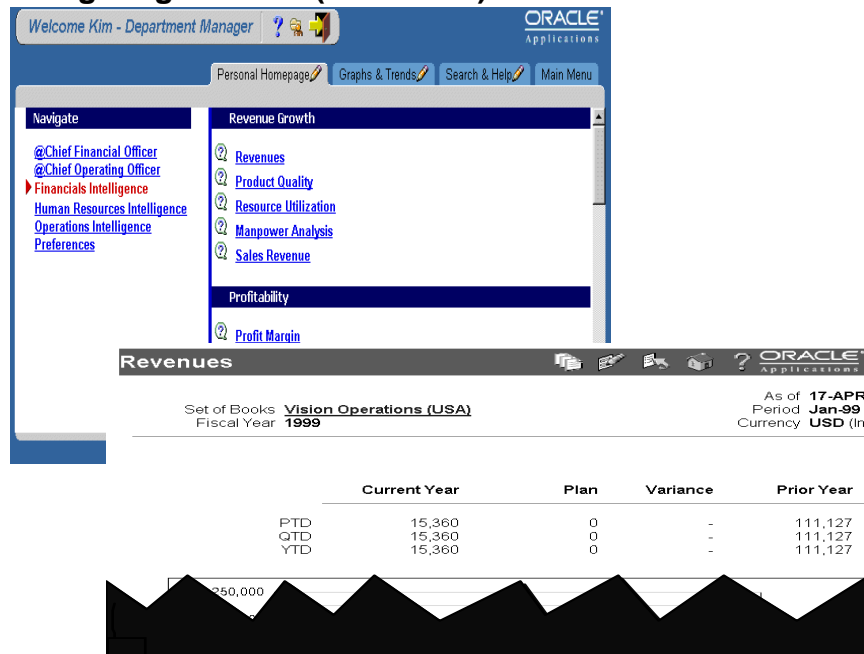 Welcome Kim - Department Manager
ORACLE
Applications
Personal Homepage
Graphs & Trends
Search & Help
Main Menu
Navigate
@Chief Financial Officer
@Chief Operating Officer
Financials Intelligence
Human Resources Intelligence
Operations Intelligence
Preferences
Revenue Growth
Revenues
Product Quality
Resource Utilization
Manpower Analysis
Sales Revenue
Profitability
Profit Margin
Revenues
? ORACLE
Applications
Set of Books Vision Operations (USA)
Fiscal Year 1999
As of 17-APR
Period Jan-99
Currency USD (In
Current Year Plan Variance Prior Year
PTD 15,360 0 - 111,127
QTD 15,360 0 - 111,127
YTD 15,360 0 - 111,127
250,000